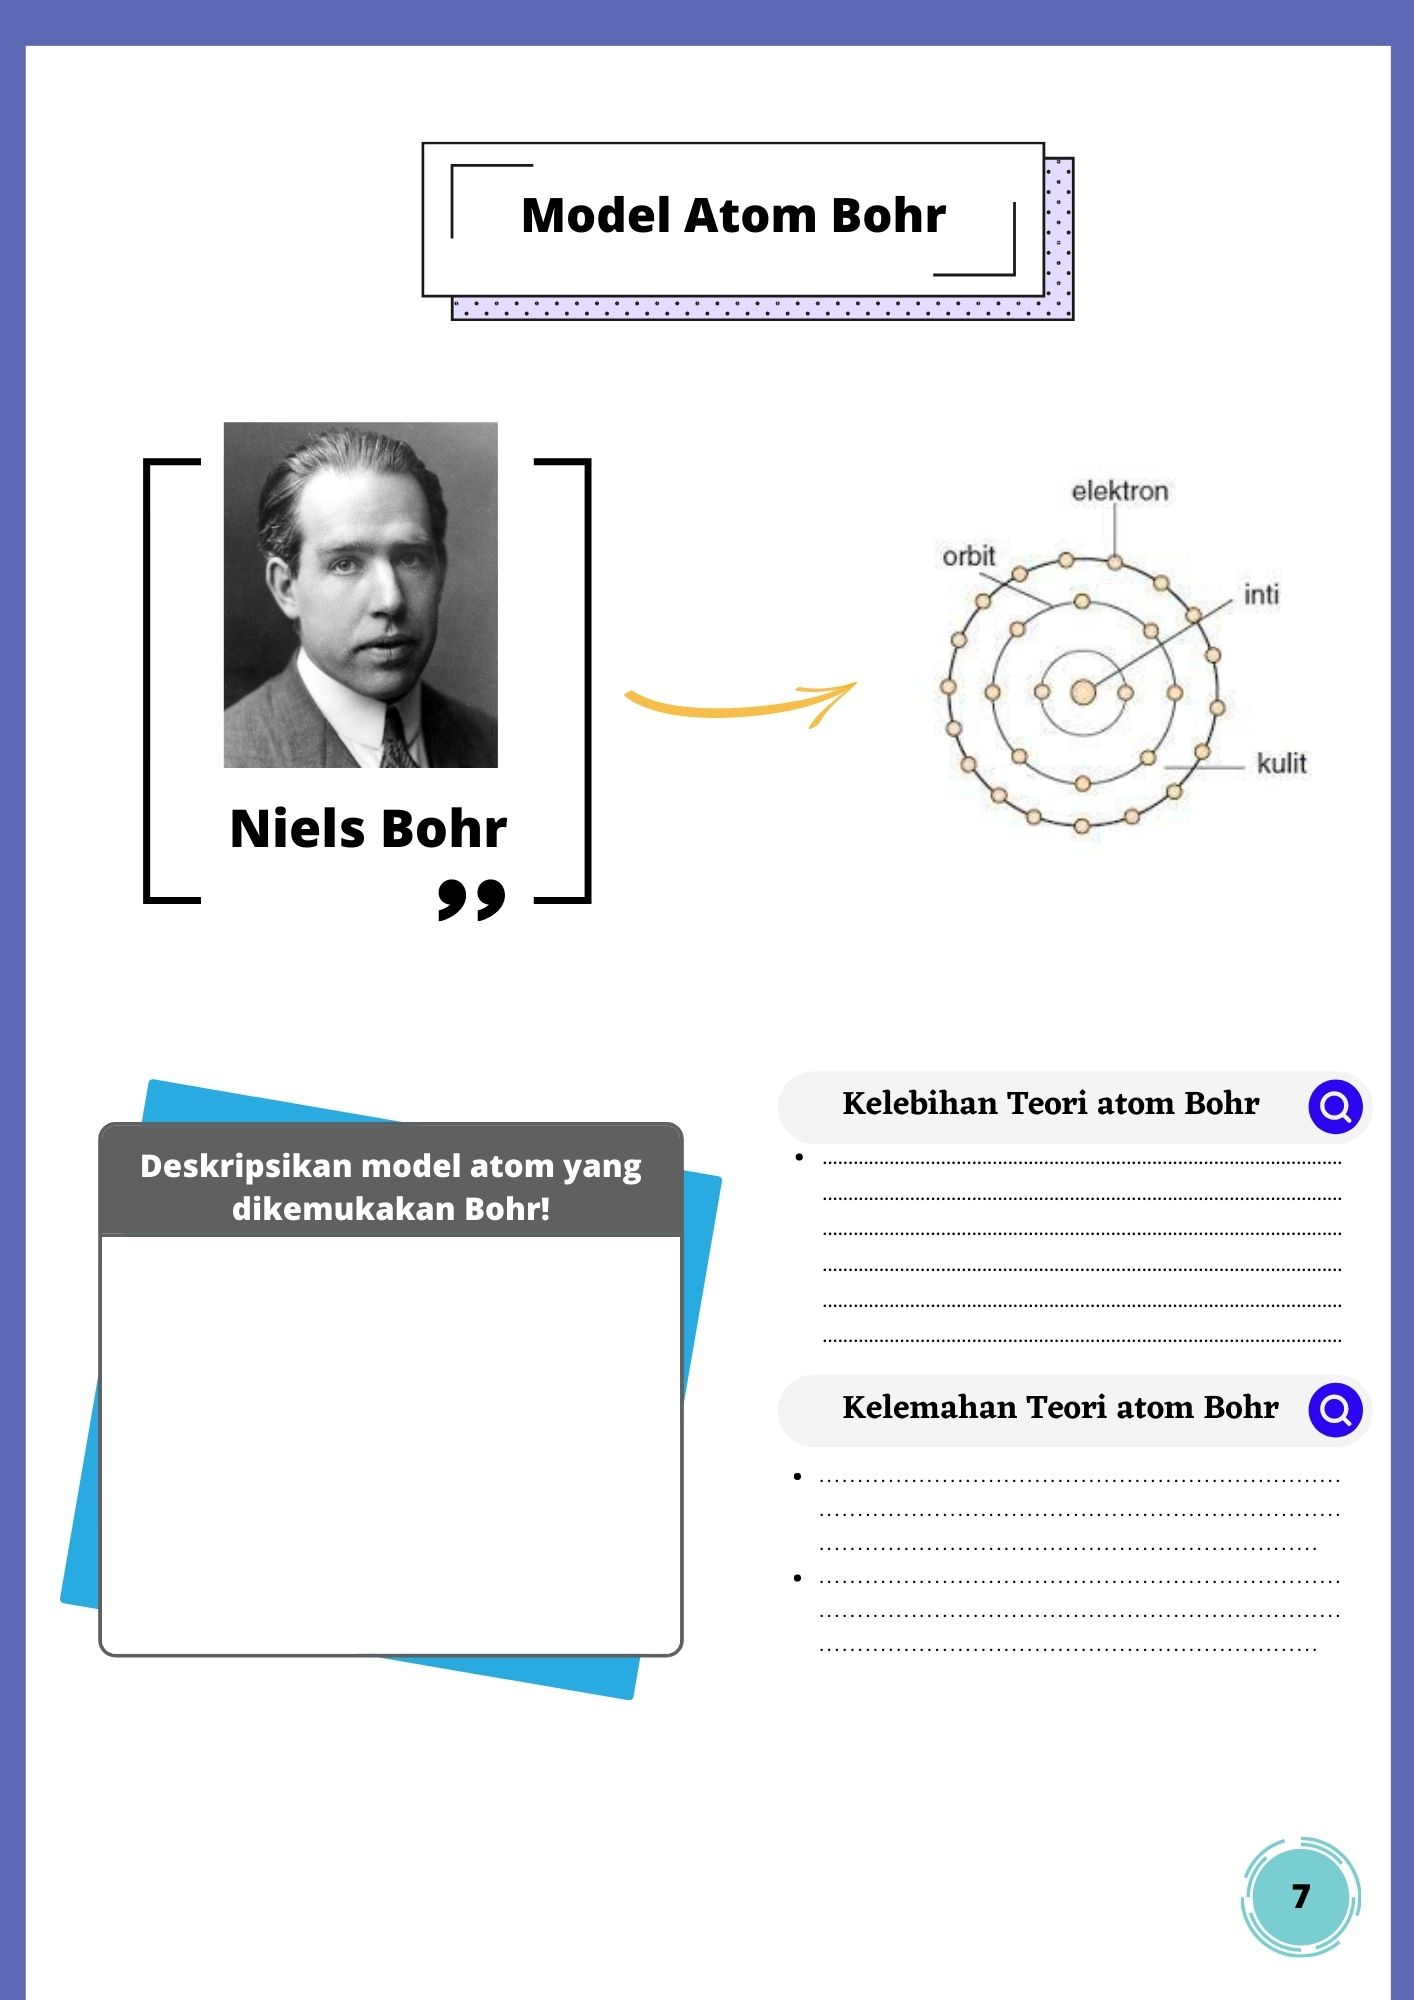 Model Atom Bohr
elektron
orbit
inti
kulit
Niels Bohr
”
Deskripsikan model atom yang
dikemukakan Bohr!
Kelebihan Teori atom Bohr
• ........................................................................
........................................................................
........................................................................
........................................................................
........................................................................
........................................................................
Kelemahan Teori atom Bohr
• ........................................................................
........................................................................
.....................................................................
• ........................................................................
........................................................................
.....................................................................
7